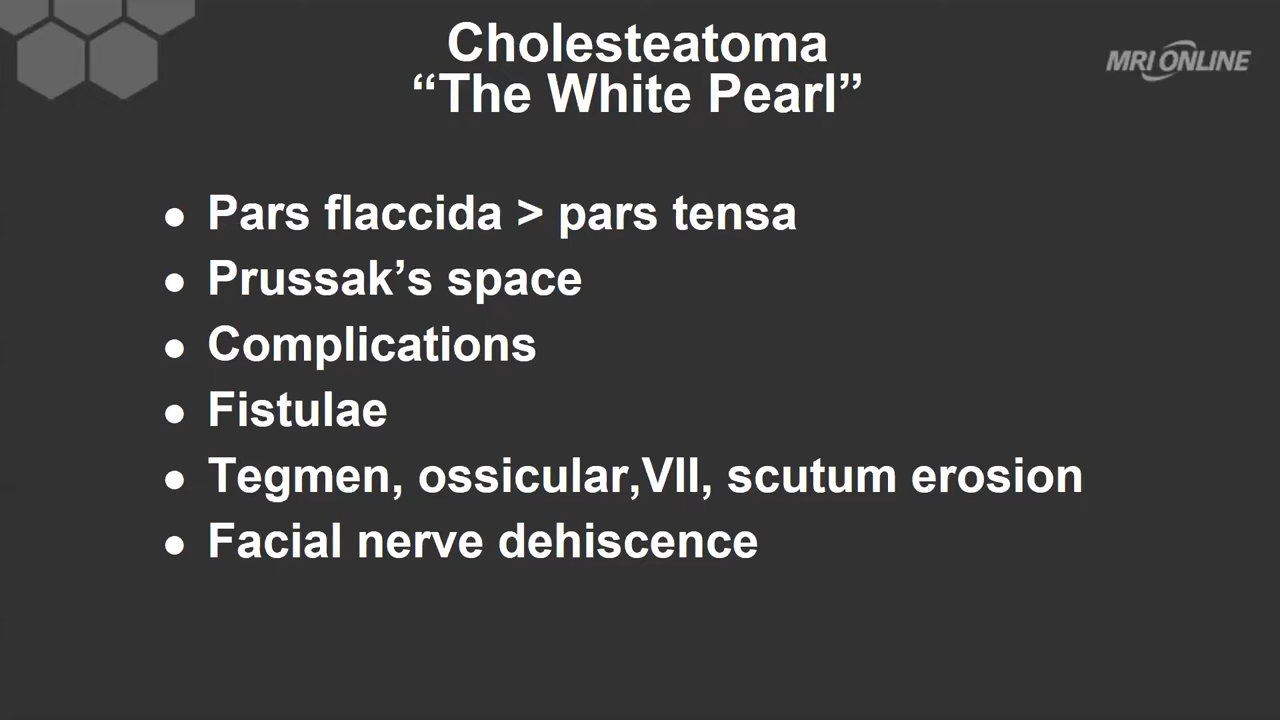 Cholesteatoma
“The White Pearl”
MRI ONLINE
● Pars flaccida > pars tensa
● Prussak’s space
● Complications
● Fistulae
● Tegmen, ossicular,VII, scutum erosion
● Facial nerve dehiscence